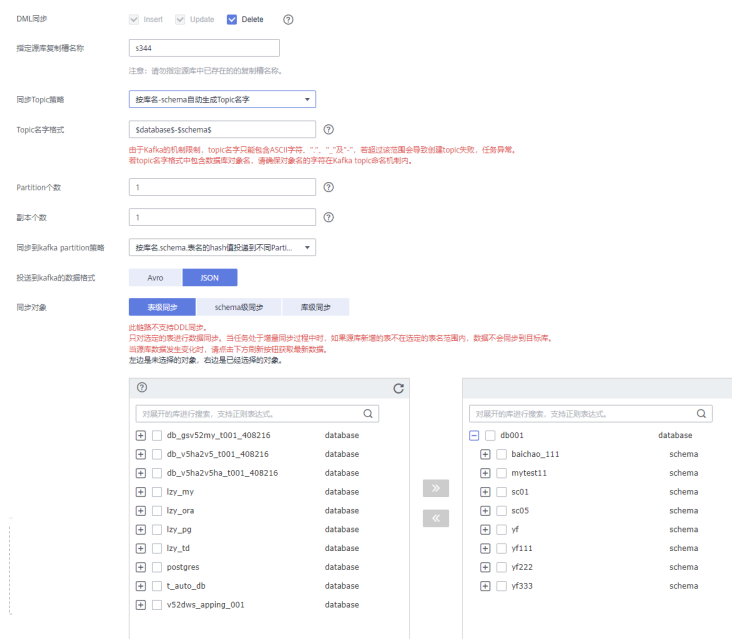 DML同步 Insert Update Delete
指定源库复制槽名称 s344
注意：请勿指定源库中已存在的的复制槽名称。
同步Topic策略 按库名-schema自动生成Topic名字
Topic名字格式 $database$-$schema$
由于Kafka的机制限制，topic名字只能包含ASCII字符、"."、"_"及"-"，若超过该范围会导致创建topic失败，任务异常。
若topic名字格式中包含数据库对象名，请确保对象名的字符在Kafka topic命名机制内。
Partition个数 1
副本个数 1
同步到kafka partition策略 按库名.schema.表名的hash值投递到不同Parti...
投送到kafka的数据格式 Avro JSON
同步对象 表级同步 schema级同步 库级同步
此链路不支持DDL同步。
只对选定的表进行数据同步。当任务处于增量同步过程中时，如果源库新增的表不在选定的表名范围内，数据不会同步到目标库。
当源库数据发生变化时，请点击下方刷新按钮获取最新数据。
左边是未选择的对象，右边是已经选择的对象。
对展开的库进行搜索，支持正则表达式。
db_gsv52my_t001_408216 database
db_v5ha2v5_t001_408216 database
db_v5ha2v5ha_t001_408216 database
lzy_my database
lzy_ora database
lzy_pg database
lzy_td database
postgres database
t_auto_db database
v52dws_apping_001 database
对展开的库进行搜索，支持正则表达式。
db001 database
baichao_111 schema
mytest11 schema
sc01 schema
sc05 schema
yf schema
yf111 schema
yf222 schema
yf333 schema